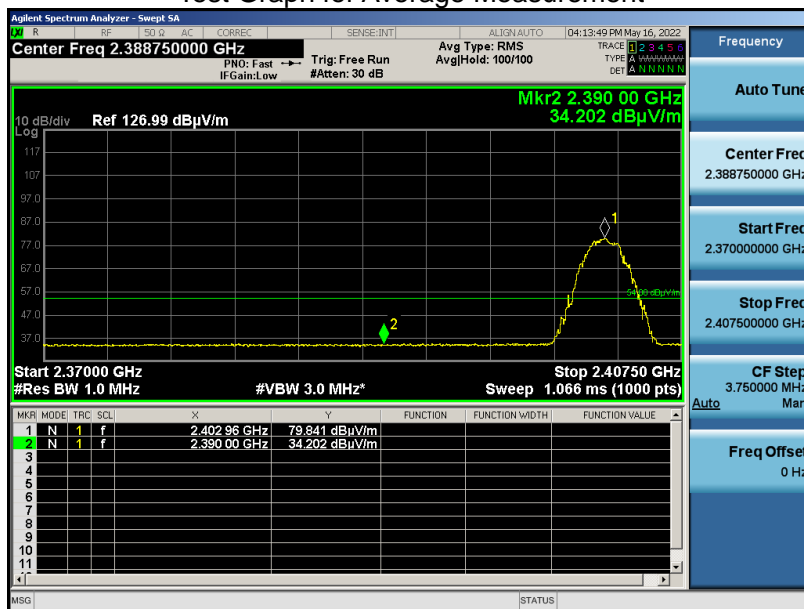 Test Graph for Average Measurement
Agilent Spectrum Analyzer - Swept SA
LXI R RF 50 Ω AC CORREC SENSE:INT ALIGN AUTO 04:13:49 PM May 16, 2022
Center Freq 2.388750000 GHz
PNO: Fast
IFGain:Low
Trig: Free Run
#Atten: 30 dB
Avg Type: RMS
Avg|Hold: 100/100
TRACE 1 2 3 4 5 6
TYPE A WWWWW
DET A N N N N N
Frequency
Mkr2 2.390 00 GHz
34.202 dBµV/m
10 dB/div Ref 126.99 dBµV/m
Log
117
107
97.0
87.0
77.0
67.0
57.0
47.0
37.0
1
54.00 dBµV/m
2
Start 2.37000 GHz Stop 2.40750 GHz
#Res BW 1.0 MHz #VBW 3.0 MHz* Sweep 1.066 ms (1000 pts)
MKR MODE TRC SCL X Y FUNCTION FUNCTION WIDTH FUNCTION VALUE
1 N 1 f 2.402 96 GHz 79.841 dBµV/m
2 N 1 f 2.390 00 GHz 34.202 dBµV/m
3
4
5
6
7
8
9
10
11
MSG STATUS
Auto Tune
Center Freq
2.388750000 GHz
Start Freq
2.370000000 GHz
Stop Freq
2.407500000 GHz
CF Step
3.750000 MHz
Auto Man
Freq Offset
0 Hz